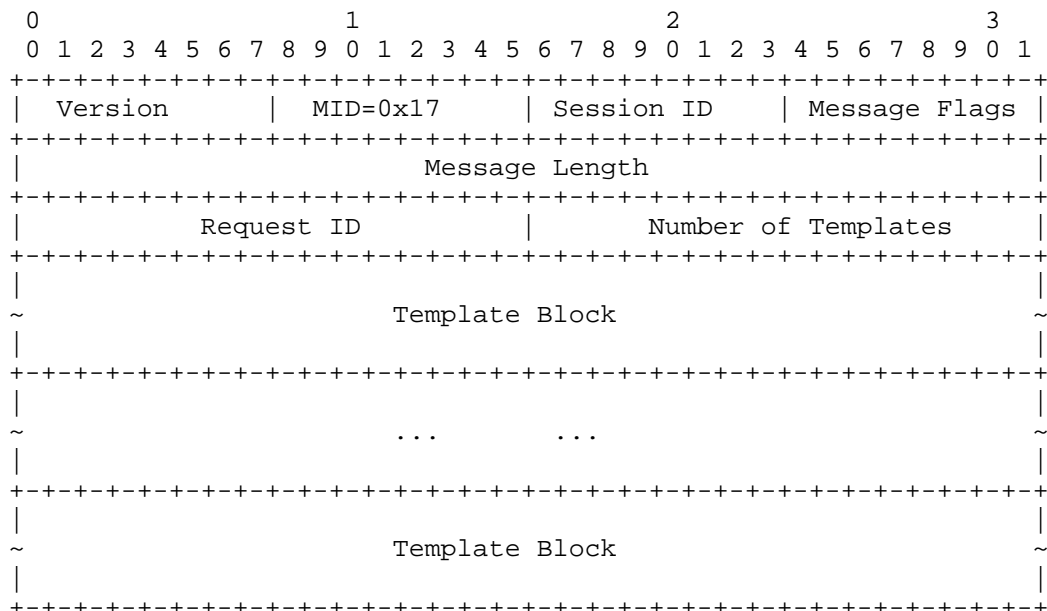 0                   1                   2                   3
 0 1 2 3 4 5 6 7 8 9 0 1 2 3 4 5 6 7 8 9 0 1 2 3 4 5 6 7 8 9 0 1
+-+-+-+-+-+-+-+-+-+-+-+-+-+-+-+-+-+-+-+-+-+-+-+-+-+-+-+-+-+-+-+-+
|  Version      |  MID=0x17     | Session ID    | Message Flags |
+-+-+-+-+-+-+-+-+-+-+-+-+-+-+-+-+-+-+-+-+-+-+-+-+-+-+-+-+-+-+-+-+
|                         Message Length                        |
+-+-+-+-+-+-+-+-+-+-+-+-+-+-+-+-+-+-+-+-+-+-+-+-+-+-+-+-+-+-+-+-+
|           Request ID          |       Number of Templates     |
+-+-+-+-+-+-+-+-+-+-+-+-+-+-+-+-+-+-+-+-+-+-+-+-+-+-+-+-+-+-+-+-+
|                                                               |
~                       Template Block                          ~
|                                                               |
+-+-+-+-+-+-+-+-+-+-+-+-+-+-+-+-+-+-+-+-+-+-+-+-+-+-+-+-+-+-+-+-+
|                                                               |
~                       ...       ...                           ~
|                                                               |
+-+-+-+-+-+-+-+-+-+-+-+-+-+-+-+-+-+-+-+-+-+-+-+-+-+-+-+-+-+-+-+-+
|                                                               |
~                       Template Block                          ~
|                                                               |
+-+-+-+-+-+-+-+-+-+-+-+-+-+-+-+-+-+-+-+-+-+-+-+-+-+-+-+-+-+-+-+-+